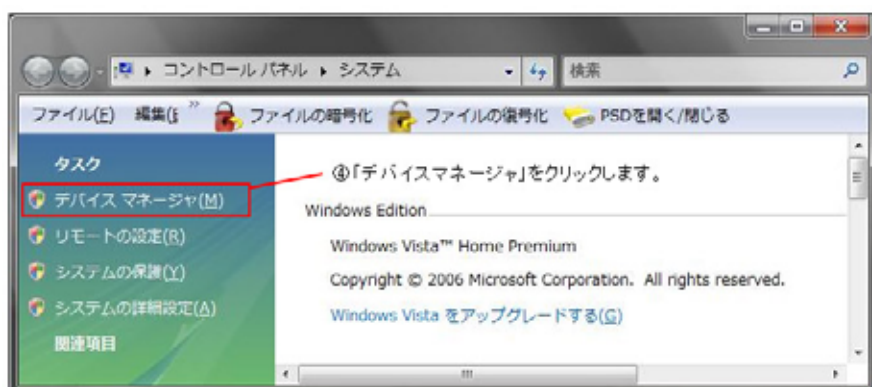 コントロール パネル ▸ システム
検索
ファイル(F) 編集(E » ファイルの暗号化 ファイルの復号化 PSDを開く/閉じる
タスク
デバイス マネージャ(M)
リモートの設定(R)
システムの保護(Y)
システムの詳細設定(A)
関連項目
④「デバイスマネージャ」をクリックします。
Windows Edition
Windows Vista™ Home Premium
Copyright © 2006 Microsoft Corporation. All rights reserved.
Windows Vista をアップグレードする(G)